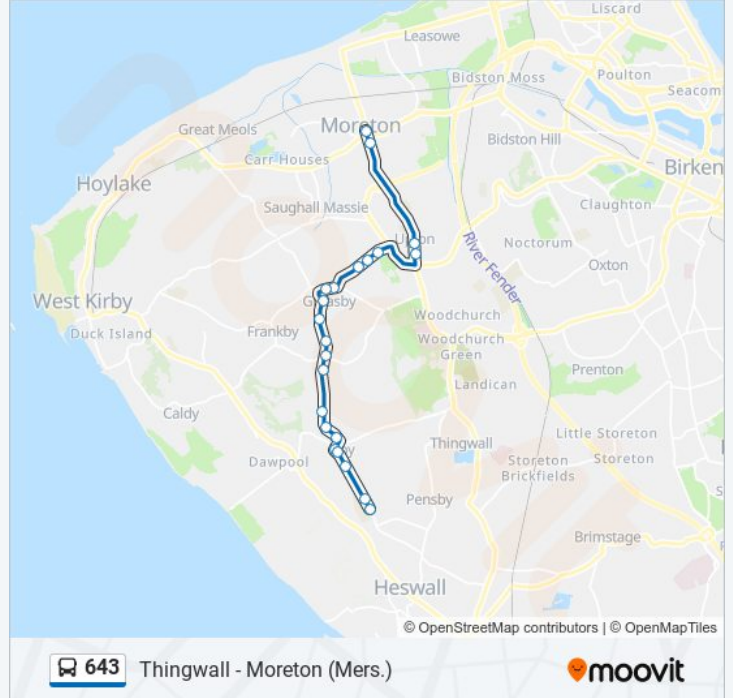 Liscard
Leasowe
Bidston Moss
Poulton
Seacom
Great Meols
Moreton
Bidston Hill
Carr Houses
Birken
Hoylake
Claughton
Saughall Massie
Noctorum
River Fender
Oxton
West Kirby
Woodchurch
Duck Island
Frankby
Woodchurch
Green
Prenton
Landican
Caldy
Little Storeton
Thingwall
Dawpool
Storeton
Storeton
Brickfields
Pensby
Brimstage
Heswall
© OpenStreetMap contributors | © OpenMapTiles
643 Thingwall - Moreton (Mers.)
moovit